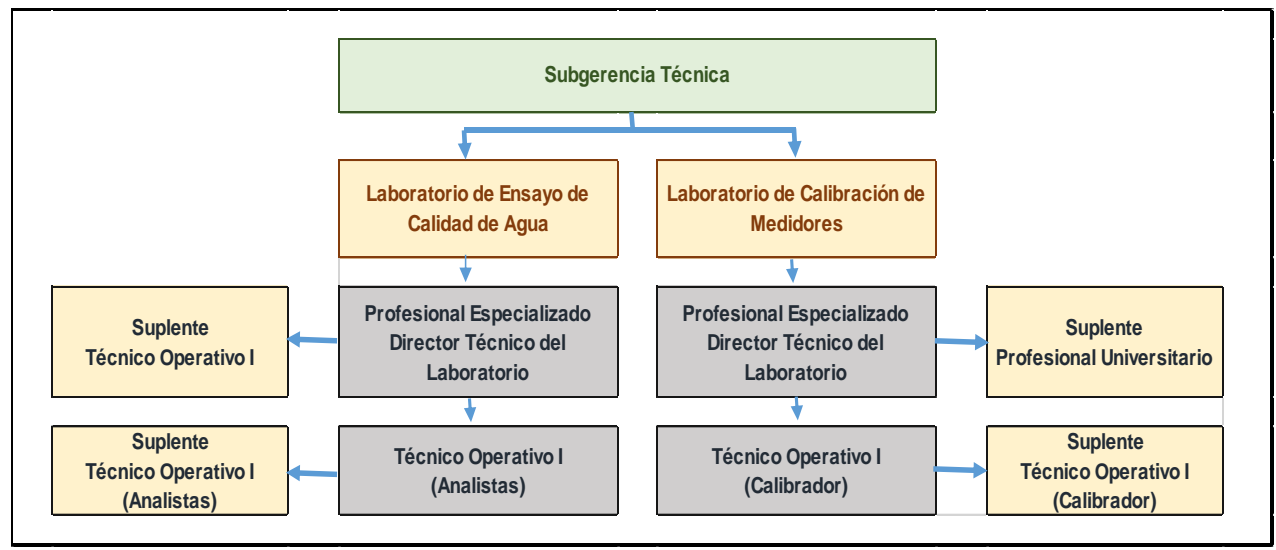 Subgerencia Técnica
Laboratorio de Ensayo de
Calidad de Agua
Laboratorio de Calibración de
Medidores
Suplente
Técnico Operativo I
Profesional Especializado
Director Técnico del
Laboratorio
Profesional Especializado
Director Técnico del
Laboratorio
Suplente
Profesional Universitario
Suplente
Técnico Operativo I
(Analistas)
Técnico Operativo I
(Analistas)
Técnico Operativo I
(Calibrador)
Suplente
Técnico Operativo I
(Calibrador)